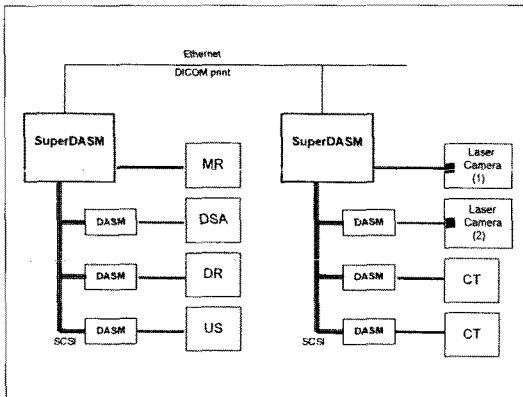 Ethernet
DICOM print
SuperDASM
SuperDASM
MR
Laser
Camera
(1)
DASM
DSA
DASM
Laser
Camera
(2)
DASM
DR
DASM
CT
DASM
US
DASM
CT
SCSI
SCSI